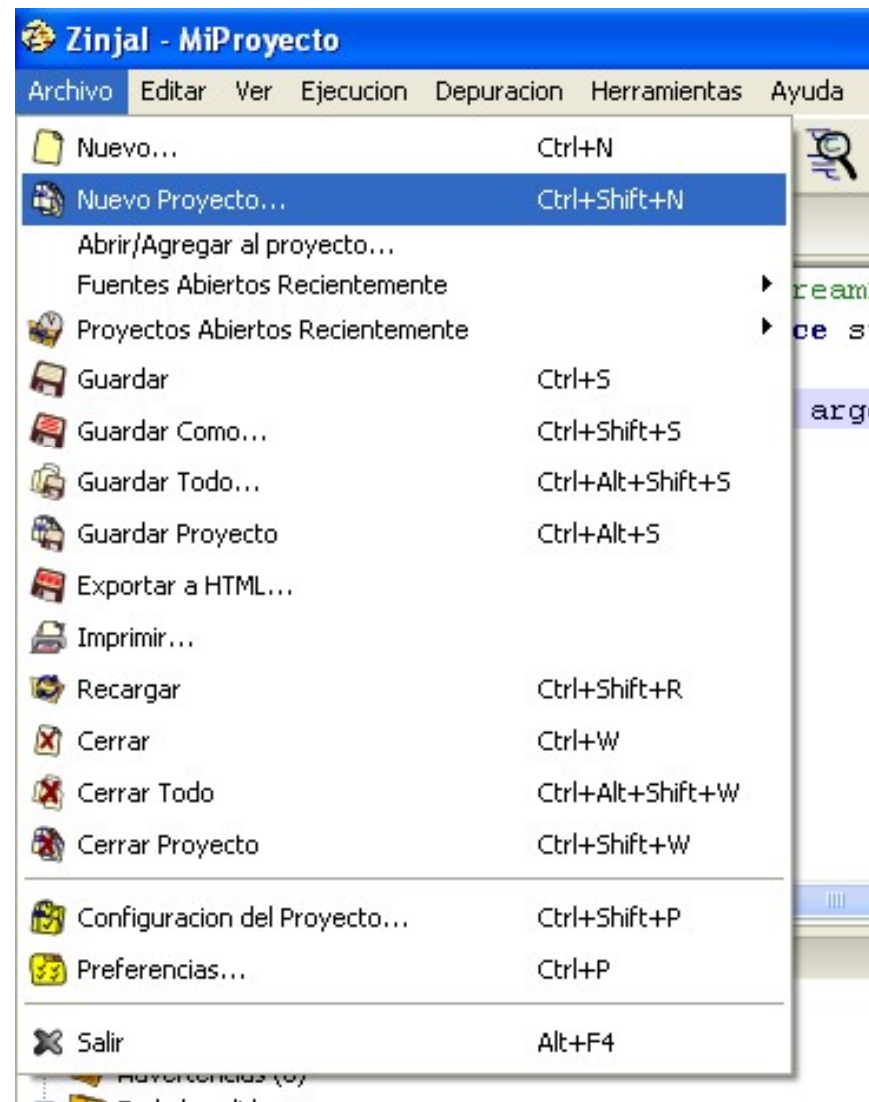 Zinjal - MiProyecto
Archivo Editar Ver Ejecucion Depuracion Herramientas Ayuda
Nuevo... Ctrl+N
Nuevo Proyecto... Ctrl+Shift+N
Abrir/Agregar al proyecto...
Fuentes Abiertos Recientemente
Proyectos Abiertos Recientemente
Guardar Ctrl+S
Guardar Como... Ctrl+Shift+S
Guardar Todo... Ctrl+Alt+Shift+S
Guardar Proyecto Ctrl+Alt+S
Exportar a HTML...
Imprimir...
Recargar Ctrl+Shift+R
Cerrar Ctrl+W
Cerrar Todo Ctrl+Alt+Shift+W
Cerrar Proyecto Ctrl+Shift+W
Configuracion del Proyecto... Ctrl+Shift+P
Preferencias... Ctrl+P
Salir Alt+F4